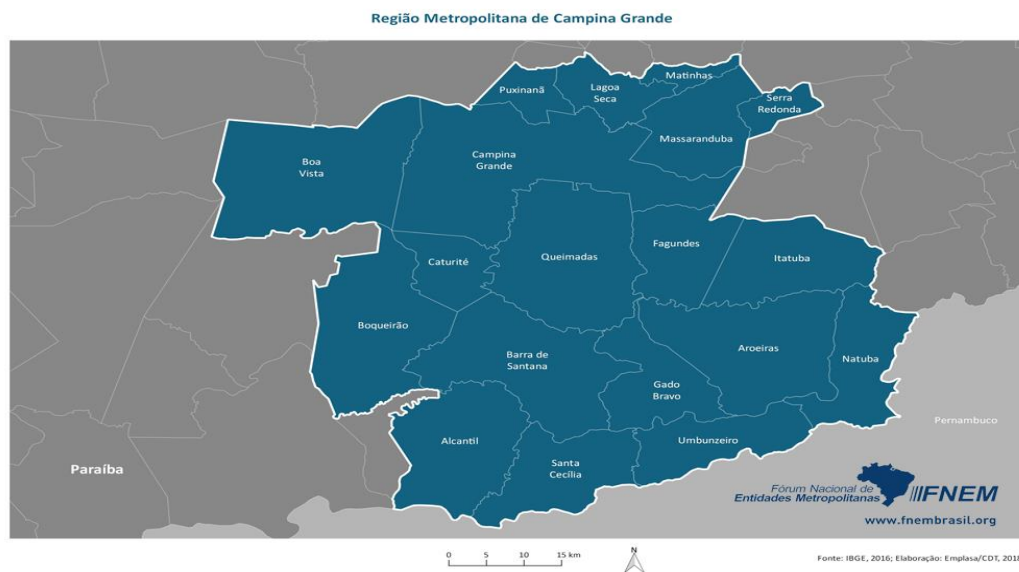 Região Metropolitana de Campina Grande
Puxinanã
Lagoa
Seca
Matinhas
Serra
Redonda
Massaranduba
Boa
Vista
Campina
Grande
Fagundes
Caturité
Queimadas
Itatuba
Boqueirão
Barra de
Santana
Aroeiras
Natuba
Gado
Bravo
Alcantil
Umbunzeiro
Santa
Cecília
Pernambuco
Paraíba
Fórum Nacional de
Entidades Metropolitanas
FNEM
www.fnembrasil.org
0 5 10 15 km
N
Fonte: IBGE, 2016; Elaboração: Emplasa/CDT, 2018